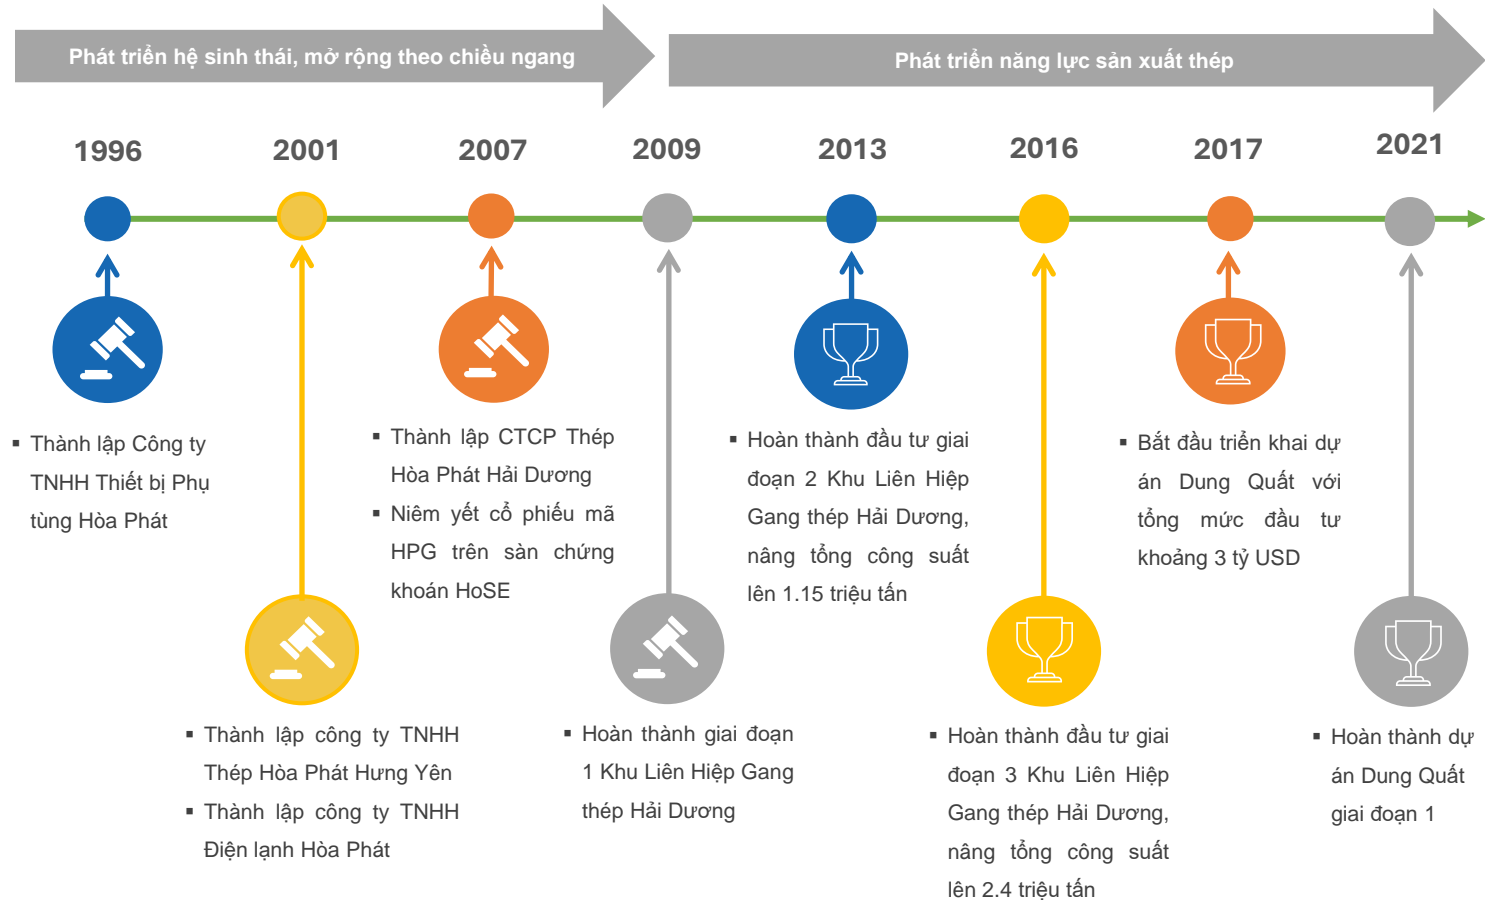 Phát triển hệ sinh thái, mở rộng theo chiều ngang
Phát triển năng lực sản xuất thép
1996
2001
2007
2009
2013
2016
2017
2021
▪ Thành lập Công ty
TNHH Thiết bị Phụ
tùng Hòa Phát
▪ Thành lập CTCP Thép
Hòa Phát Hải Dương
▪ Niêm yết cổ phiếu mã
HPG trên sàn chứng
khoán HoSE
▪ Hoàn thành đầu tư giai
đoạn 2 Khu Liên Hiệp
Gang thép Hải Dương,
nâng tổng công suất
lên 1.15 triệu tấn
▪ Bắt đầu triển khai dự
án Dung Quất với
tổng mức đầu tư
khoảng 3 tỷ USD
▪ Thành lập công ty TNHH
Thép Hòa Phát Hưng Yên
▪ Thành lập công ty TNHH
Điện lạnh Hòa Phát
▪ Hoàn thành giai đoạn
1 Khu Liên Hiệp Gang
thép Hải Dương
▪ Hoàn thành đầu tư giai
đoạn 3 Khu Liên Hiệp
Gang thép Hải Dương,
nâng tổng công suất
lên 2.4 triệu tấn
▪ Hoàn thành dự
án Dung Quất
giai đoạn 1